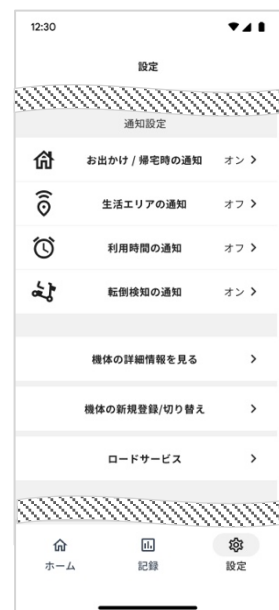 12:30
設定
通知設定
お出かけ / 帰宅時の通知 オン
生活エリアの通知 オフ
利用時間の通知 オフ
転倒検知の通知 オン
機体の詳細情報を見る
機体の新規登録/切り替え
ロードサービス
ホーム 記録 設定